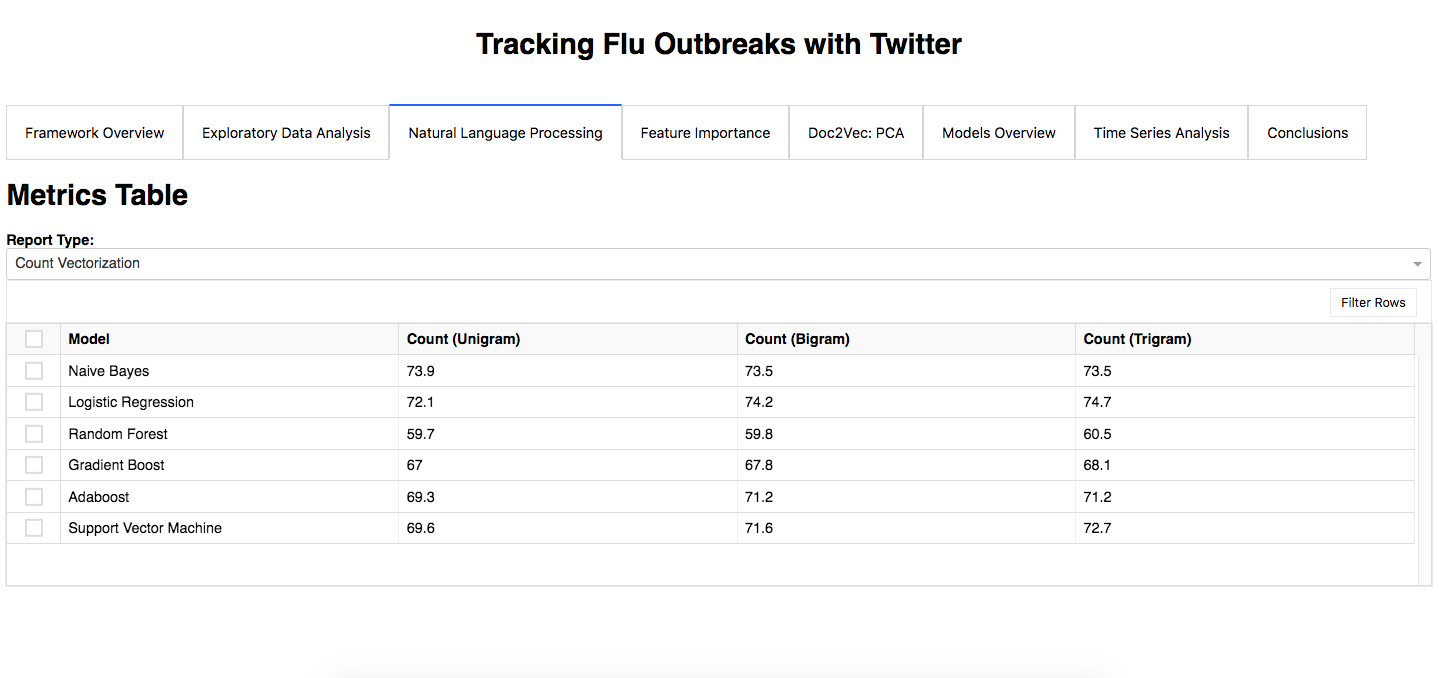 Tracking Flu Outbreaks with Twitter
Framework Overview Exploratory Data Analysis Natural Language Processing Feature Importance Doc2Vec: PCA Models Overview Time Series Analysis Conclusions
Metrics Table
Report Type:
Count Vectorization
Filter Rows
Model Count (Unigram) Count (Bigram) Count (Trigram)
Naive Bayes 73.9 73.5 73.5
Logistic Regression 72.1 74.2 74.7
Random Forest 59.7 59.8 60.5
Gradient Boost 67 67.8 68.1
Adaboost 69.3 71.2 71.2
Support Vector Machine 69.6 71.6 72.7